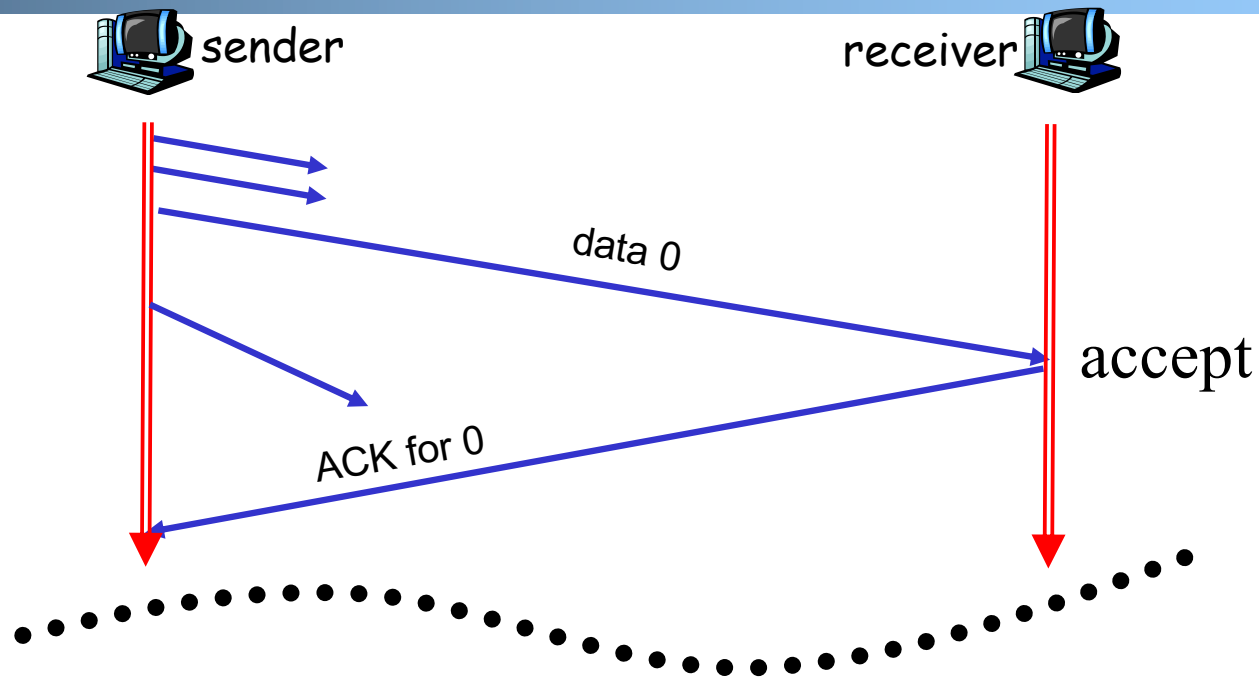 sender
receiver
data 0
accept
ACK for 0